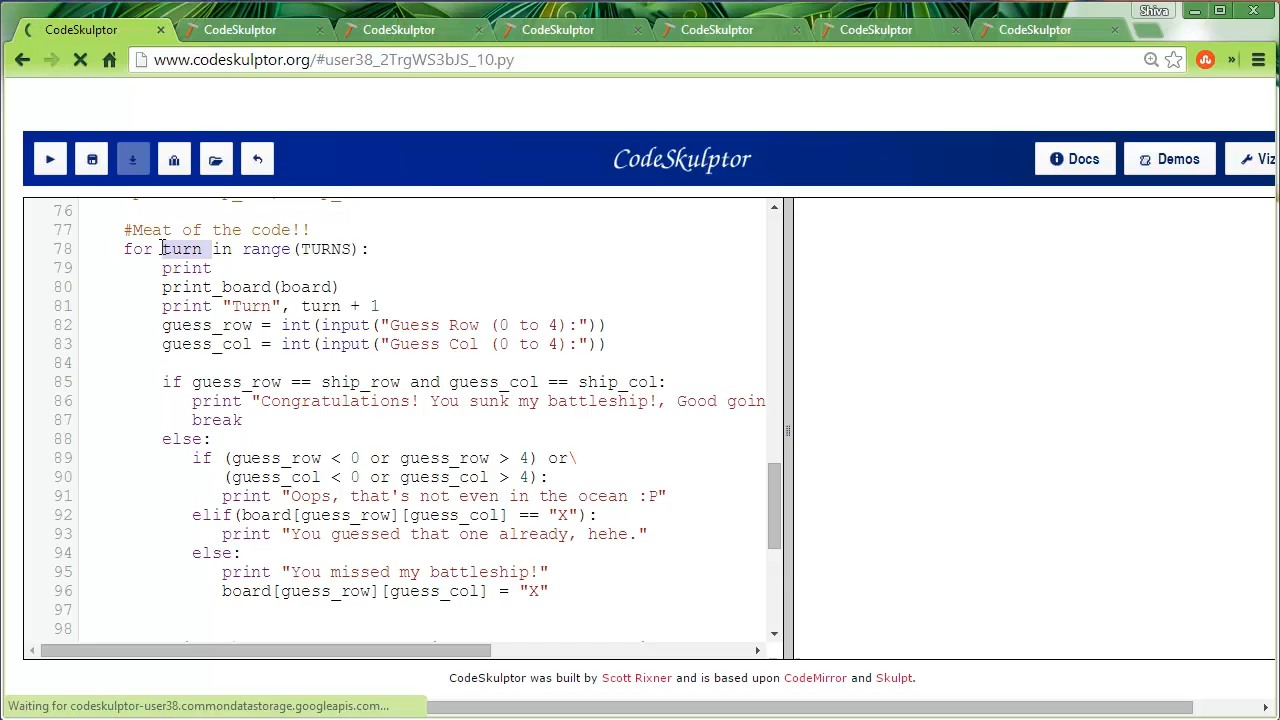 Shiva
CodeSkulptor × CodeSkulptor × CodeSkulptor × CodeSkulptor × CodeSkulptor × CodeSkulptor × CodeSkulptor ×
www.codeskulptor.org/#user38_2TrgWS3bJS_10.py
»
CodeSkulptor
Docs Demos Viz
76
77 #Meat of the code!!
78 for turn in range(TURNS):
79 print
80 print_board(board)
81 print "Turn", turn + 1
82 guess_row = int(input("Guess Row (0 to 4):"))
83 guess_col = int(input("Guess Col (0 to 4):"))
84
85 if guess_row == ship_row and guess_col == ship_col:
86 print "Congratulations! You sunk my battleship!, Good goin
87 break
88 else:
89 if (guess_row < 0 or guess_row > 4) or\
90 (guess_col < 0 or guess_col > 4):
91 print "Oops, that's not even in the ocean :P"
92 elif(board[guess_row][guess_col] == "X"):
93 print "You guessed that one already, hehe."
94 else:
95 print "You missed my battleship!"
96 board[guess_row][guess_col] = "X"
97
98
CodeSkulptor was built by Scott Rixner and is based upon CodeMirror and Skulpt.
Waiting for codeskulptor-user38.commondatastorage.googleapis.com...